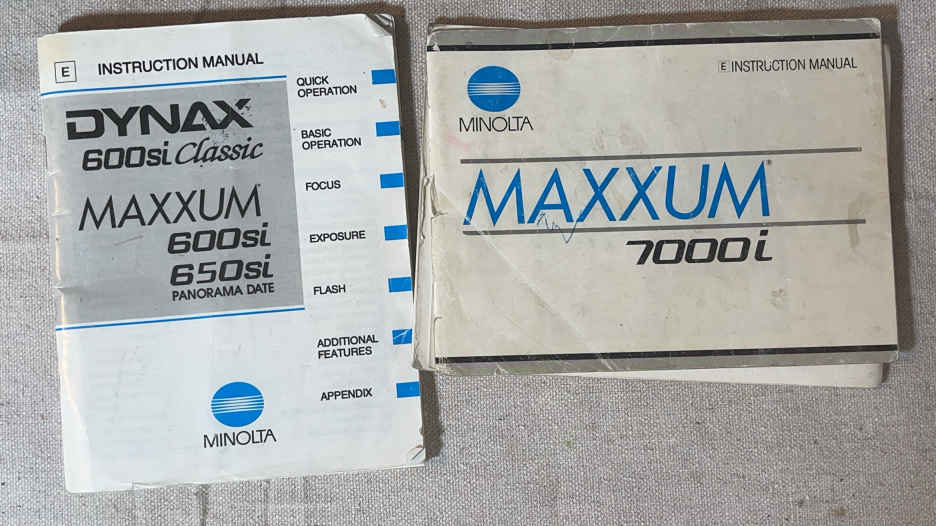 E INSTRUCTION MANUAL
DYNAX
600si Classic
MAXXUM
600si
650si
PANORAMA DATE
QUICK
OPERATION
BASIC
OPERATION
FOCUS
EXPOSURE
FLASH
ADDITIONAL
FEATURES
APPENDIX
MINOLTA
E INSTRUCTION MANUAL
MINOLTA
MAXXUM®
7000i